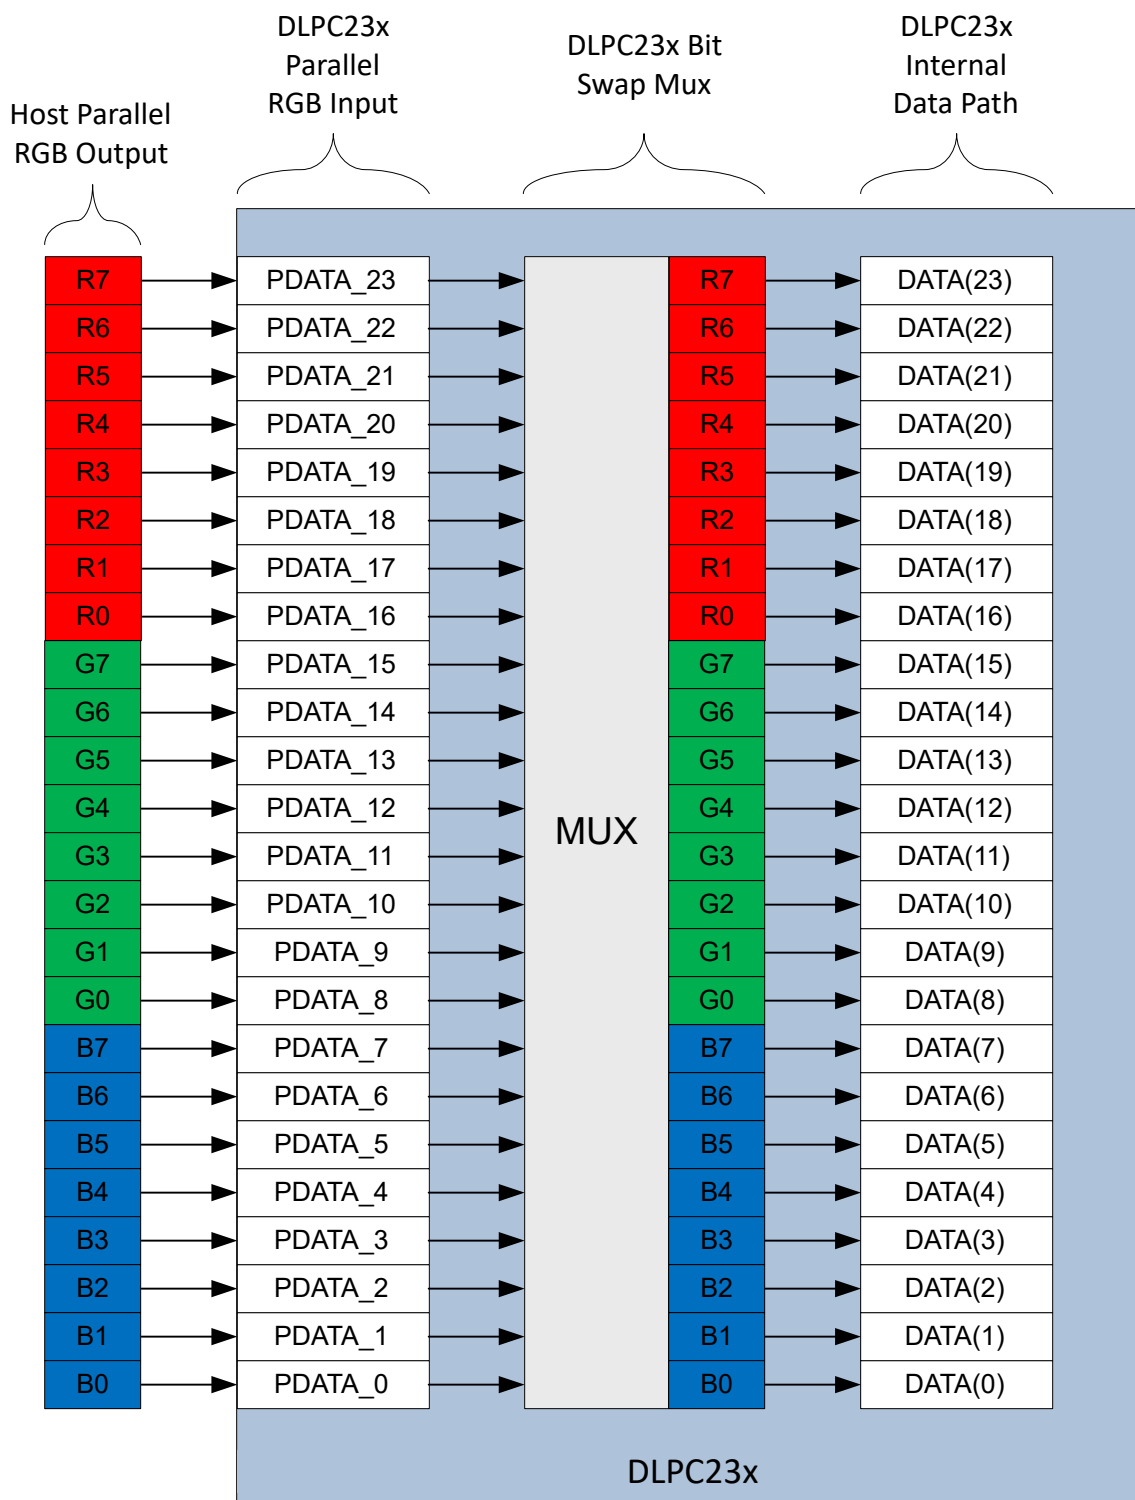 Host Parallel
RGB Output
DLPC23x
Parallel
RGB Input
DLPC23x Bit
Swap Mux
DLPC23x
Internal
Data Path
R7 PDATA_23 R7 DATA(23)
R6 PDATA_22 R6 DATA(22)
R5 PDATA_21 R5 DATA(21)
R4 PDATA_20 R4 DATA(20)
R3 PDATA_19 R3 DATA(19)
R2 PDATA_18 R2 DATA(18)
R1 PDATA_17 R1 DATA(17)
R0 PDATA_16 R0 DATA(16)
G7 PDATA_15 G7 DATA(15)
G6 PDATA_14 G6 DATA(14)
G5 PDATA_13 G5 DATA(13)
G4 PDATA_12 G4 DATA(12)
MUX
G3 PDATA_11 G3 DATA(11)
G2 PDATA_10 G2 DATA(10)
G1 PDATA_9 G1 DATA(9)
G0 PDATA_8 G0 DATA(8)
B7 PDATA_7 B7 DATA(7)
B6 PDATA_6 B6 DATA(6)
B5 PDATA_5 B5 DATA(5)
B4 PDATA_4 B4 DATA(4)
B3 PDATA_3 B3 DATA(3)
B2 PDATA_2 B2 DATA(2)
B1 PDATA_1 B1 DATA(1)
B0 PDATA_0 B0 DATA(0)
DLPC23x